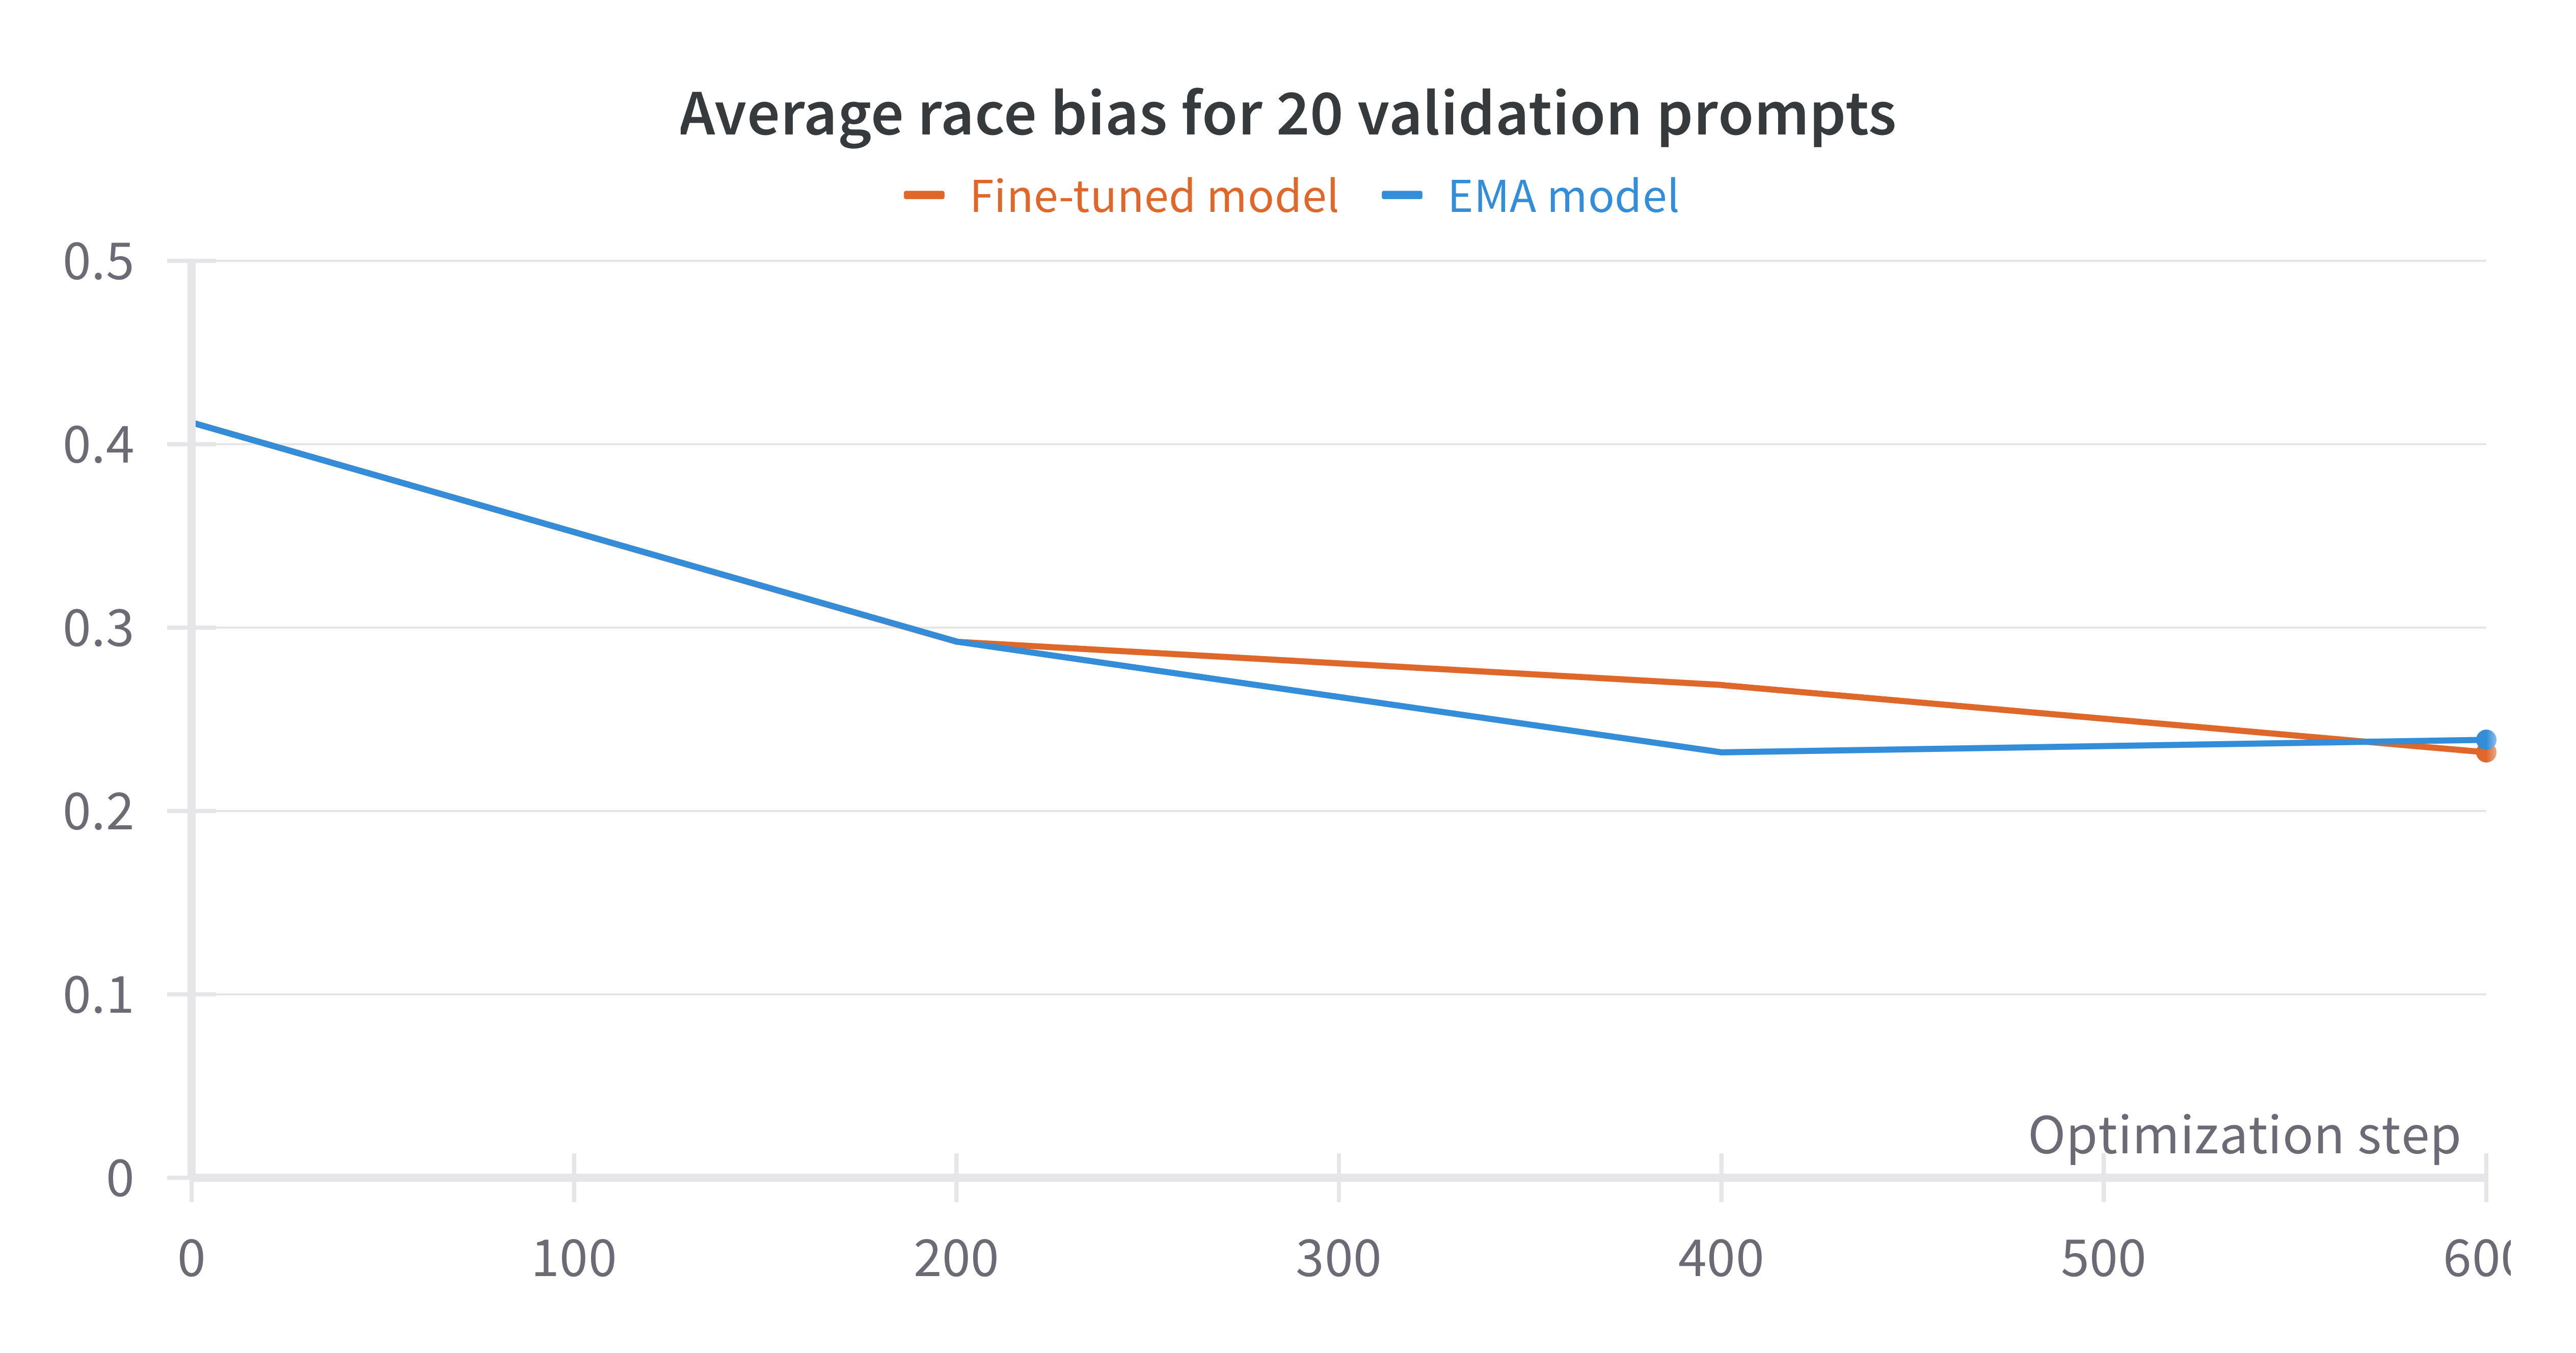 Average race bias for 20 validation prompts
Fine-tuned model EMA model
0.5
0.4
0.3
0.2
0.1
0
Optimization step
0 100 200 300 400 500 600